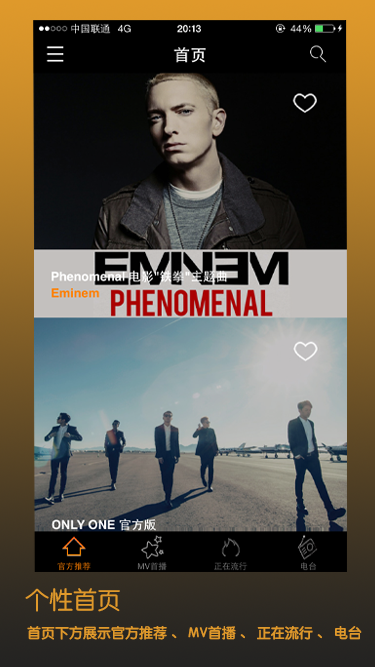 中国联通 4G 20:13 44%
首页
EMINEM
Phenomenal 电影"铁拳"主题曲
Eminem
PHENOMENAL
ONLY ONE 官方版
官方推荐 MV首播 正在流行 电台
个性首页
首页下方展示官方推荐 、 MV首播 、 正在流行 、 电台